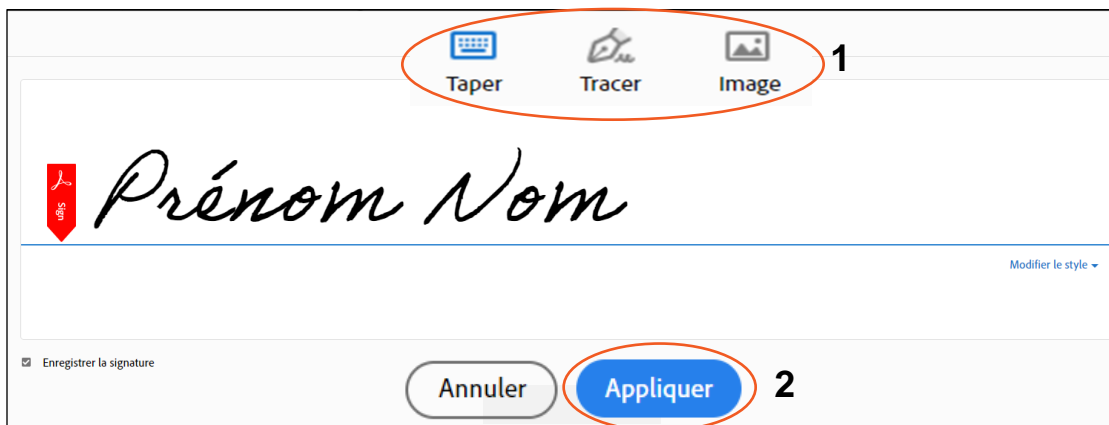 Taper Tracer Image 1
Sign
Prénom Nom
Modifier le style
Enregistrer la signature
Annuler Appliquer 2